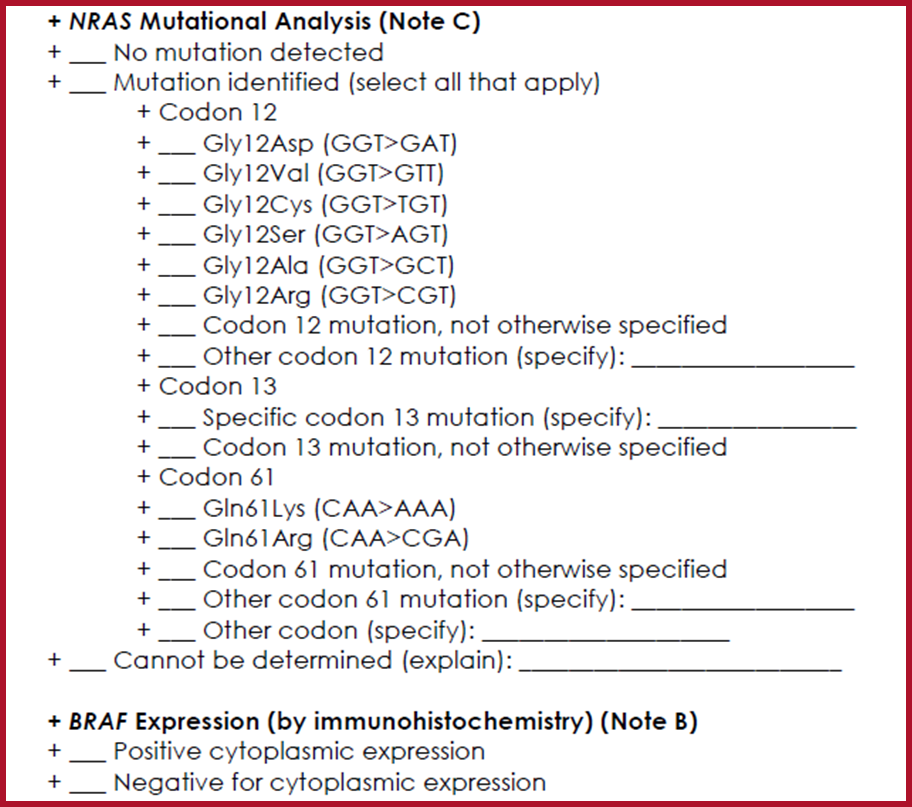 + NRAS Mutational Analysis (Note C)
+ ___ No mutation detected
+ ___ Mutation identified (select all that apply)
+ Codon 12
+ ___ Gly12Asp (GGT>GAT)
+ ___ Gly12Val (GGT>GTT)
+ ___ Gly12Cys (GGT>TGT)
+ ___ Gly12Ser (GGT>AGT)
+ ___ Gly12Ala (GGT>GCT)
+ ___ Gly12Arg (GGT>CGT)
+ ___ Codon 12 mutation, not otherwise specified
+ ___ Other codon 12 mutation (specify): __________________
+ Codon 13
+ ___ Specific codon 13 mutation (specify): ________________
+ ___ Codon 13 mutation, not otherwise specified
+ Codon 61
+ ___ Gln61Lys (CAA>AAA)
+ ___ Gln61Arg (CAA>CGA)
+ ___ Codon 61 mutation, not otherwise specified
+ ___ Other codon 61 mutation (specify): __________________
+ ___ Other codon (specify): ____________________
+ ___ Cannot be determined (explain): __________________________
+ BRAF Expression (by immunohistochemistry) (Note B)
+ ___ Positive cytoplasmic expression
+ ___ Negative for cytoplasmic expression